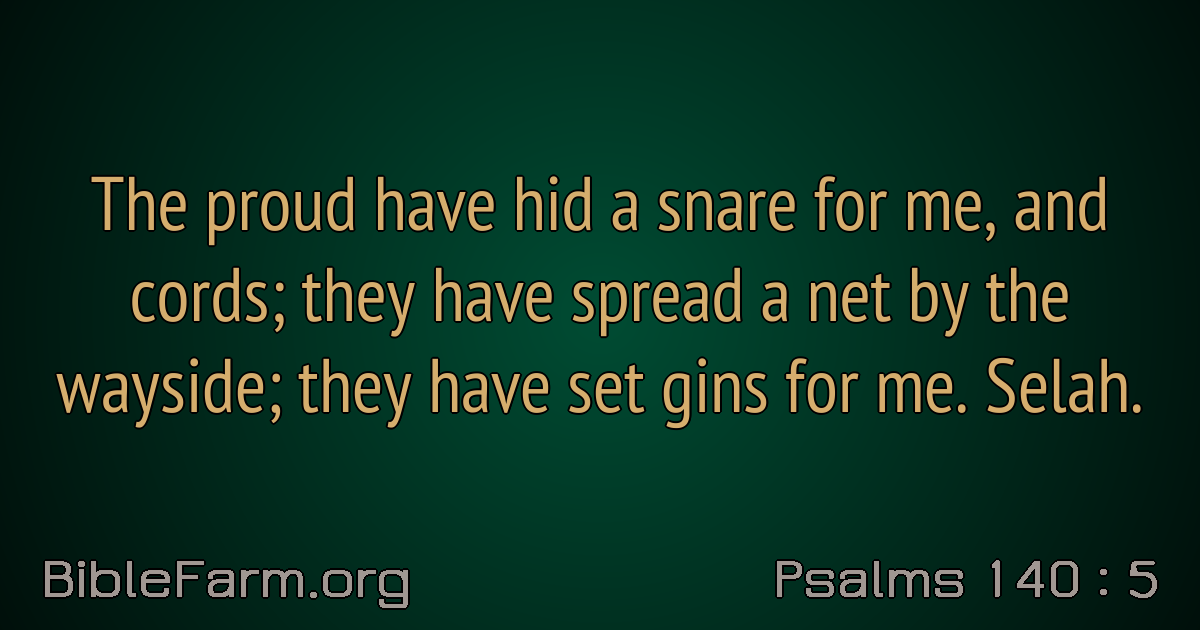 The proud have hid a snare for me, and
cords; they have spread a net by the
wayside; they have set gins for me. Selah.
BibleFarm.org
Psalms 140 : 5